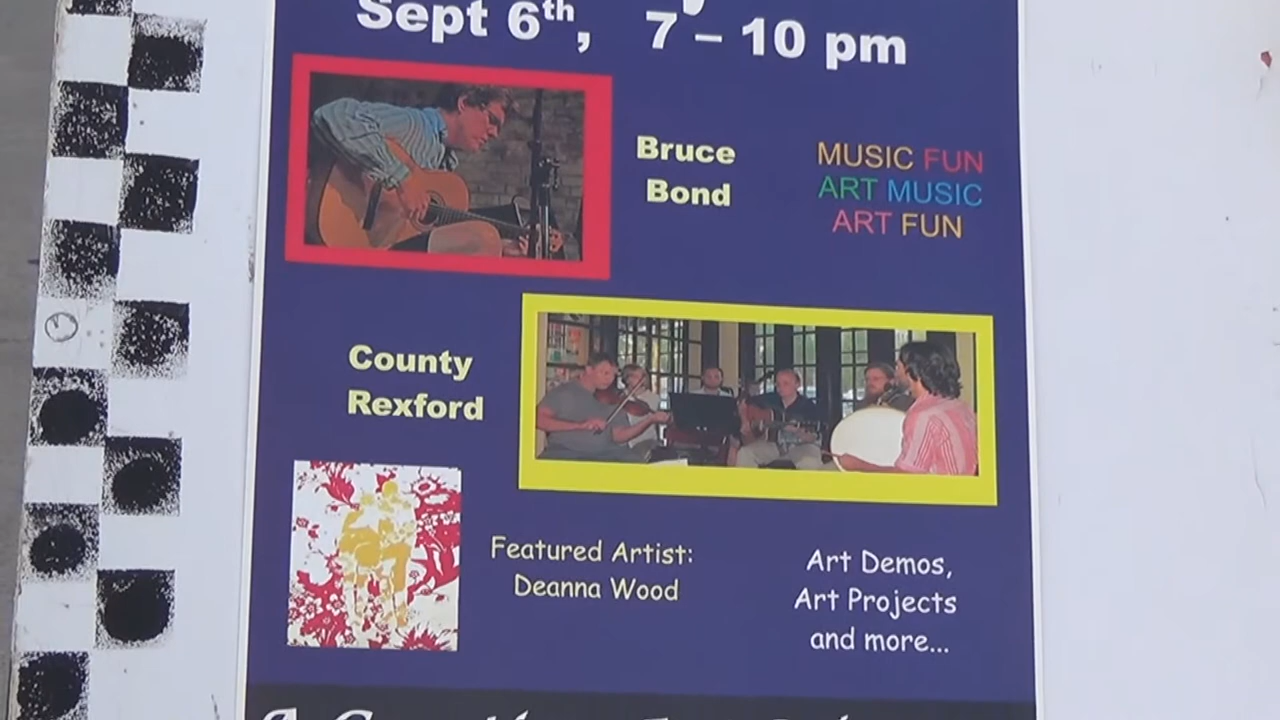 Sept 6th, 7 – 10 pm
Bruce
Bond
MUSIC FUN
ART MUSIC
ART FUN
County
Rexford
Featured Artist:
Deanna Wood
Art Demos,
Art Projects
and more...